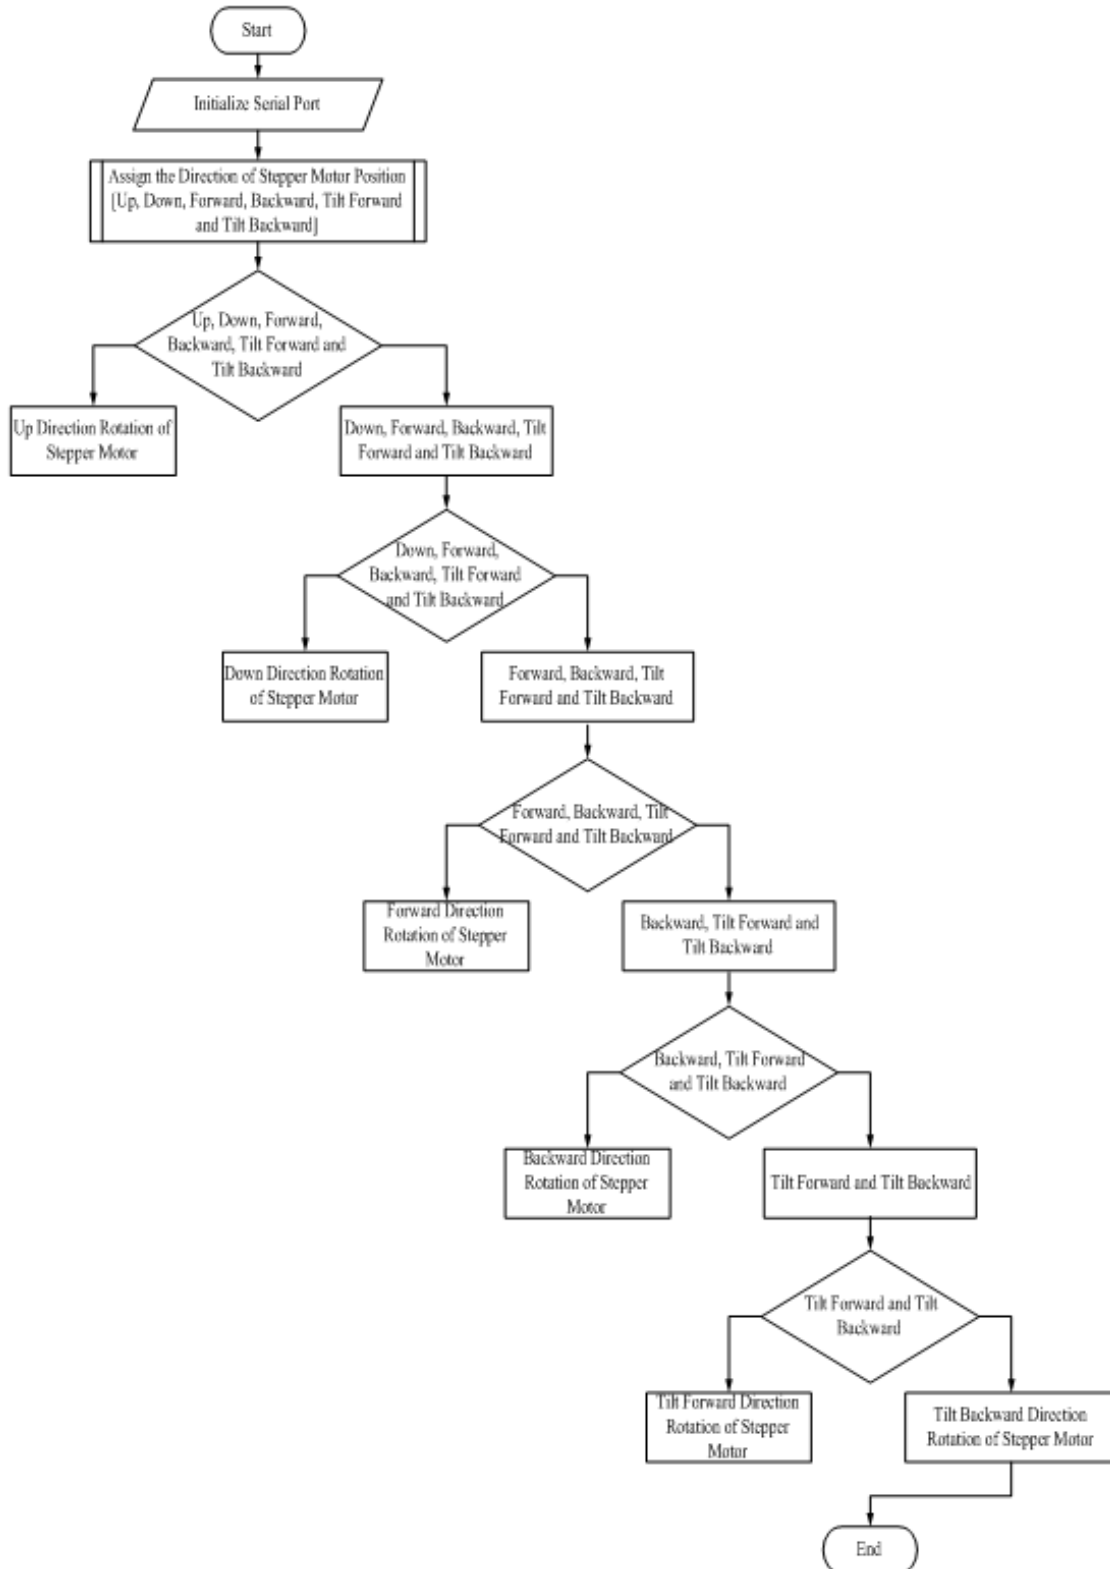 Start
Initialize Serial Port
Assign the Direction of Stepper Motor Position
[Up, Down, Forward, Backward, Tilt Forward
and Tilt Backward]
Up, Down, Forward,
Backward, Tilt Forward and
Tilt Backward
Up Direction Rotation of
Stepper Motor
Down, Forward, Backward, Tilt
Forward and Tilt Backward
Down, Forward,
Backward, Tilt Forward
and Tilt Backward
Down Direction Rotation
of Stepper Motor
Forward, Backward, Tilt
Forward and Tilt Backward
Forward, Backward, Tilt
Forward and Tilt Backward
Forward Direction
Rotation of Stepper
Motor
Backward, Tilt Forward and
Tilt Backward
Backward, Tilt Forward
and Tilt Backward
Backward Direction
Rotation of Stepper
Motor
Tilt Forward and Tilt Backward
Tilt Forward and Tilt
Backward
Tilt Forward Direction
Rotation of Stepper
Motor
Tilt Backward Direction
Rotation of Stepper Motor
End